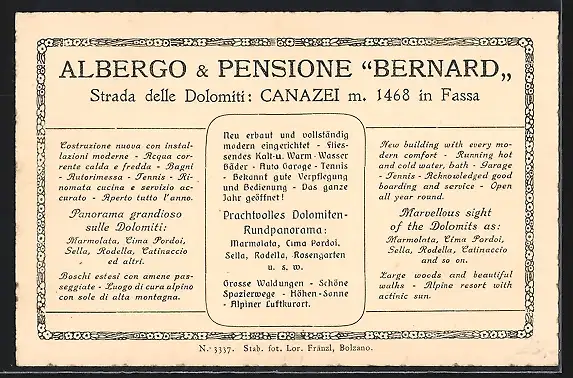 ALBERGO & PENSIONE “BERNARD„
Strada delle Dolomiti: CANAZEI m. 1468 in Fassa
Costruzione nuova con instal-
lazioni moderne - Acqua cor-
rente calda e fredda - Bagni
- Autorimessa - Tennis - Ri-
nomata cucina e servizio ac-
curato - Aperto tutto l'anno.
Panorama grandioso
sulle Dolomiti:
Marmolata, Cima Pordoi,
Sella, Rodella, Catinaccio
ed altri.
Boschi estesi con amene pas-
seggiate - Luogo di cura alpino
con sole di alta montagna.
Neu erbaut und vollständig
modern eingerichtet - flies-
sendes Kalt-u. Warm-Wasser
Bäder - Auto Garage - Tennis
- Bekannt gute Verpflegung
und Bedienung - Das ganze
Jahr geöffnet!
Prachtvolles Dolomiten-
Rundpanorama:
Marmolata, Cima Pordoi,
Sella, Rodella, Rosengarten
u. s. w.
Grosse Waldungen - Schöne
Spazierwege - Höhen-Sonne
- Alpiner Luftkurort.
New building with every mo-
dern comfort - Running hot
and cold water, bath - Garage
- Tennis - Acknowledged good
boarding and service - Open
all year round.
Marvellous sight
of the Dolomits as:
Marmolata, Cima Pordoi,
Sella, Rodella, Catinaccio
and so on.
Large woods and beautiful
walks - Alpine resort with
actinic sun.
N.° 3337. Stab. fot. Lor. Fränzl, Bolzano.